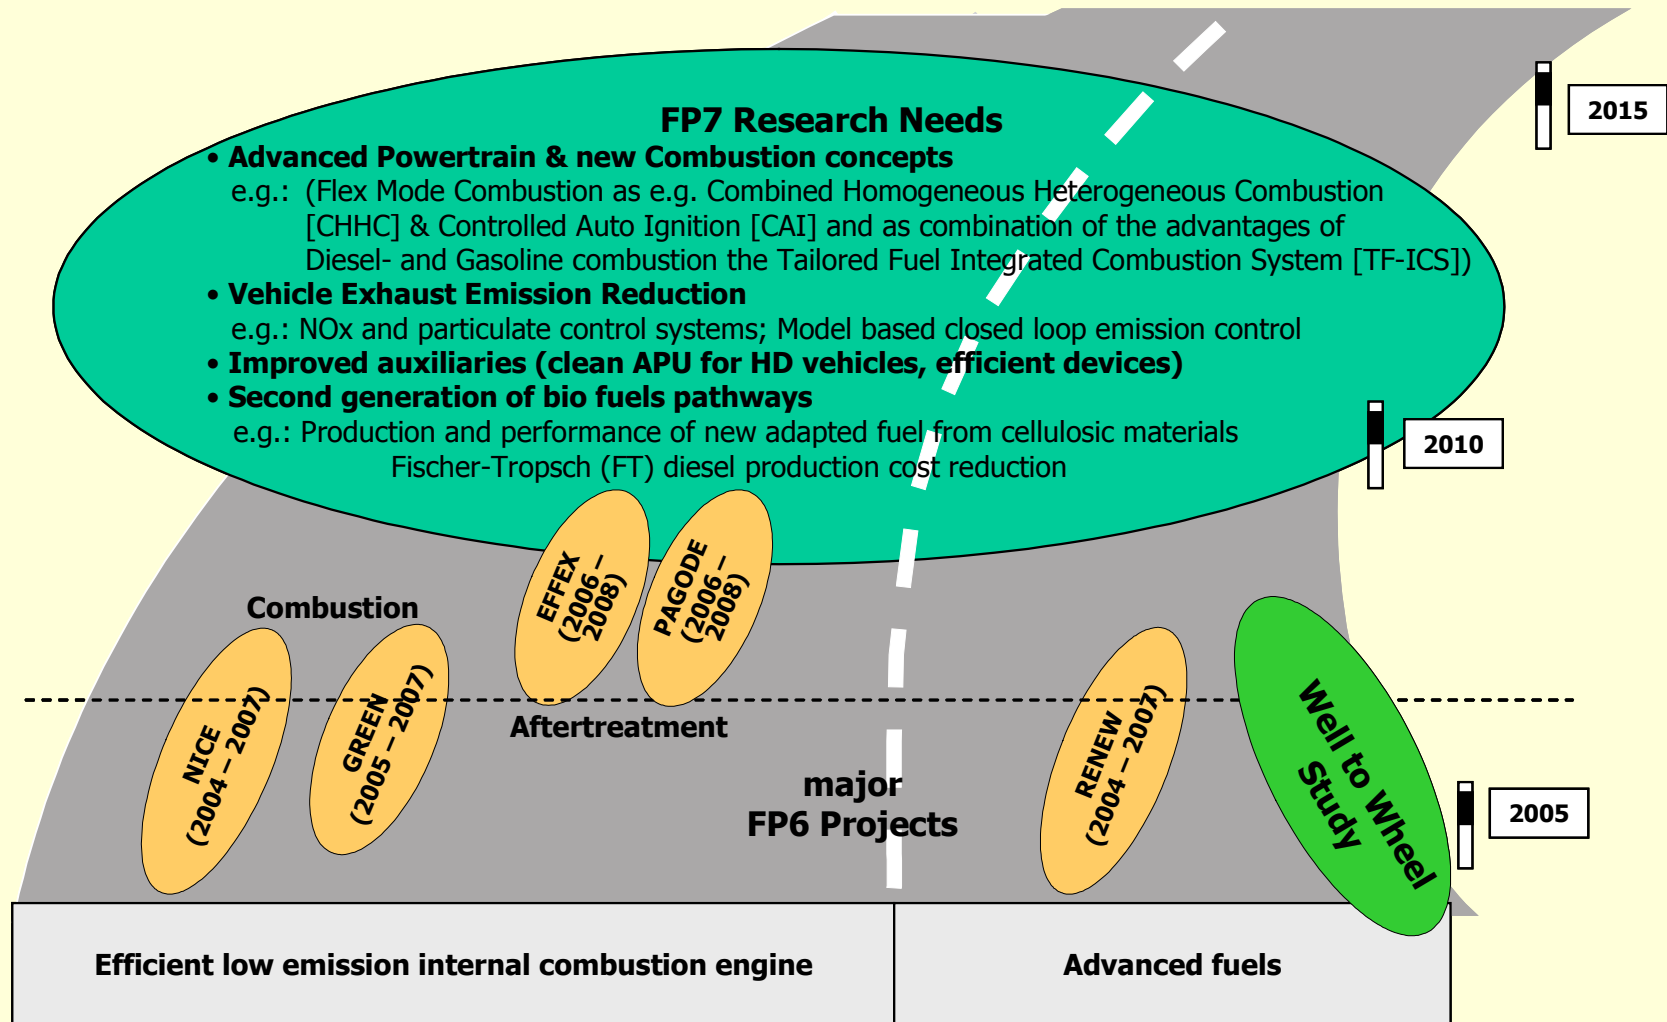 2015
FP7 Research Needs
• Advanced Powertrain & new Combustion concepts
e.g.: (Flex Mode Combustion as e.g. Combined Homogeneous Heterogeneous Combustion
[CHHC] & Controlled Auto Ignition [CAI] and as combination of the advantages of
Diesel- and Gasoline combustion the Tailored Fuel Integrated Combustion System [TF-ICS])
• Vehicle Exhaust Emission Reduction
e.g.: NOx and particulate control systems; Model based closed loop emission control
• Improved auxiliaries (clean APU for HD vehicles, efficient devices)
• Second generation of bio fuels pathways
e.g.: Production and performance of new adapted fuel from cellulosic materials
Fischer-Tropsch (FT) diesel production cost reduction
2010
EFFEX
(2006 –
2008)
PAGODE
(2006 –
2008)
Combustion
NICE
(2004 – 2007)
GREEN
(2005 – 2007)
Aftertreatment
major
FP6 Projects
RENEW
(2004 – 2007)
Well to Wheel
Study
2005
Efficient low emission internal combustion engine
Advanced fuels